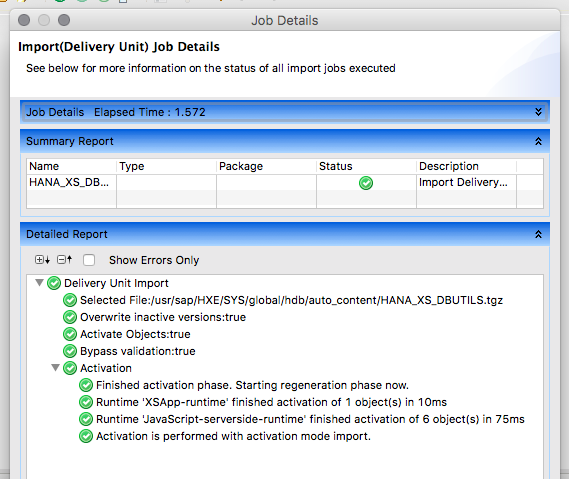 Job Details
Import(Delivery Unit) Job Details
See below for more information on the status of all import jobs executed
Job Details Elapsed Time : 1.572
Summary Report
Name Type Package Status Description
HANA_XS_DB... Import Delivery...
Detailed Report
Show Errors Only
Delivery Unit Import
Selected File:/usr/sap/HXE/SYS/global/hdb/auto_content/HANA_XS_DBUTILS.tgz
Overwrite inactive versions:true
Activate Objects:true
Bypass validation:true
Activation
Finished activation phase. Starting regeneration phase now.
Runtime 'XSApp-runtime' finished activation of 1 object(s) in 10ms
Runtime 'JavaScript-serverside-runtime' finished activation of 6 object(s) in 75ms
Activation is performed with activation mode import.